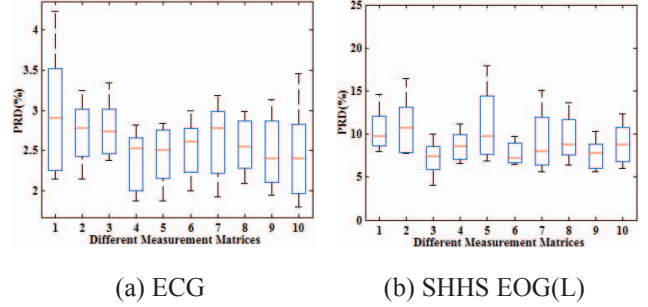 PRD(%)
4
3.5
3
2.5
2
1 2 3 4 5 6 7 8 9 10
Different Measurement Matrices
(a) ECG
PRD(%)
25
20
15
10
5
0
1 2 3 4 5 6 7 8 9 10
Different Measurement Matrices
(b) SHHS EOG(L)